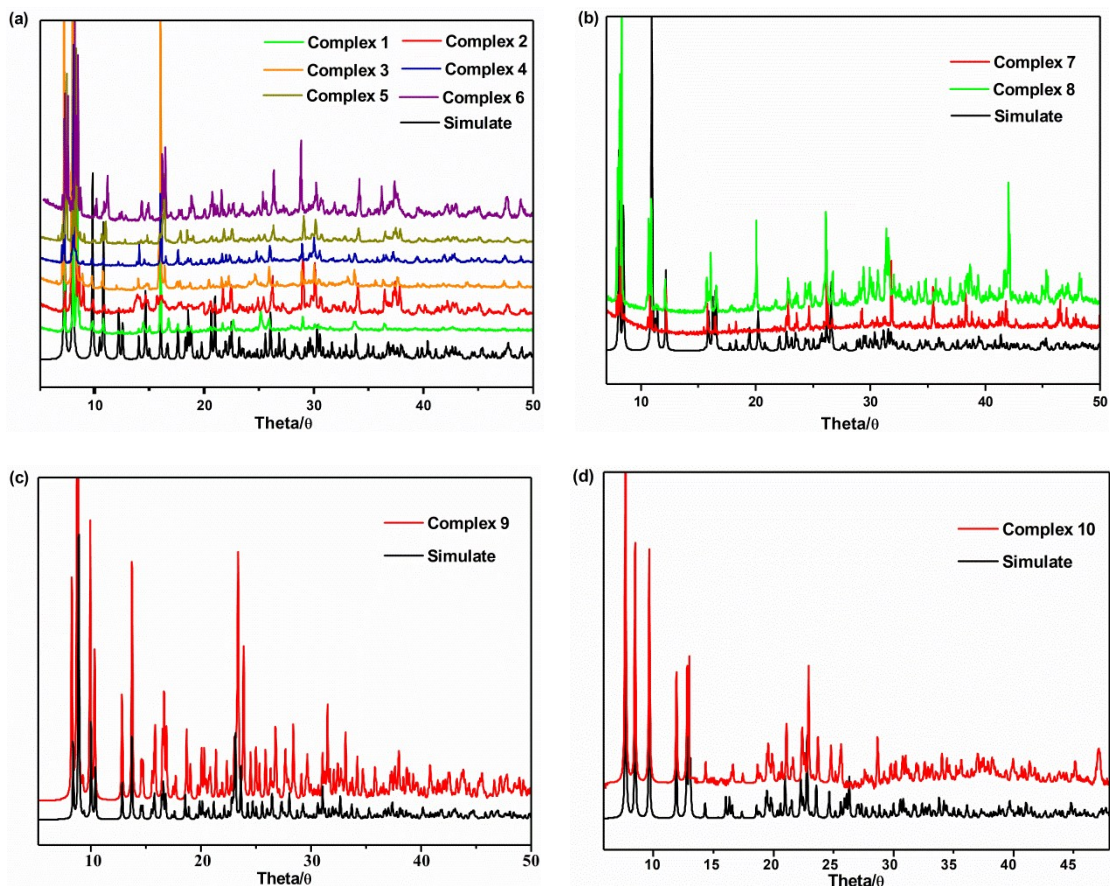 (a)
Complex 1 Complex 2
Complex 3 Complex 4
Complex 5 Complex 6
Simulate
10 20 30 40 50
Theta/θ
(b)
Complex 7
Complex 8
Simulate
10 20 30 40 50
Theta/θ
(c)
Complex 9
Simulate
10 20 30 40 50
Theta/θ
(d)
Complex 10
Simulate
10 15 20 25 30 35 40 45
Theta/θ